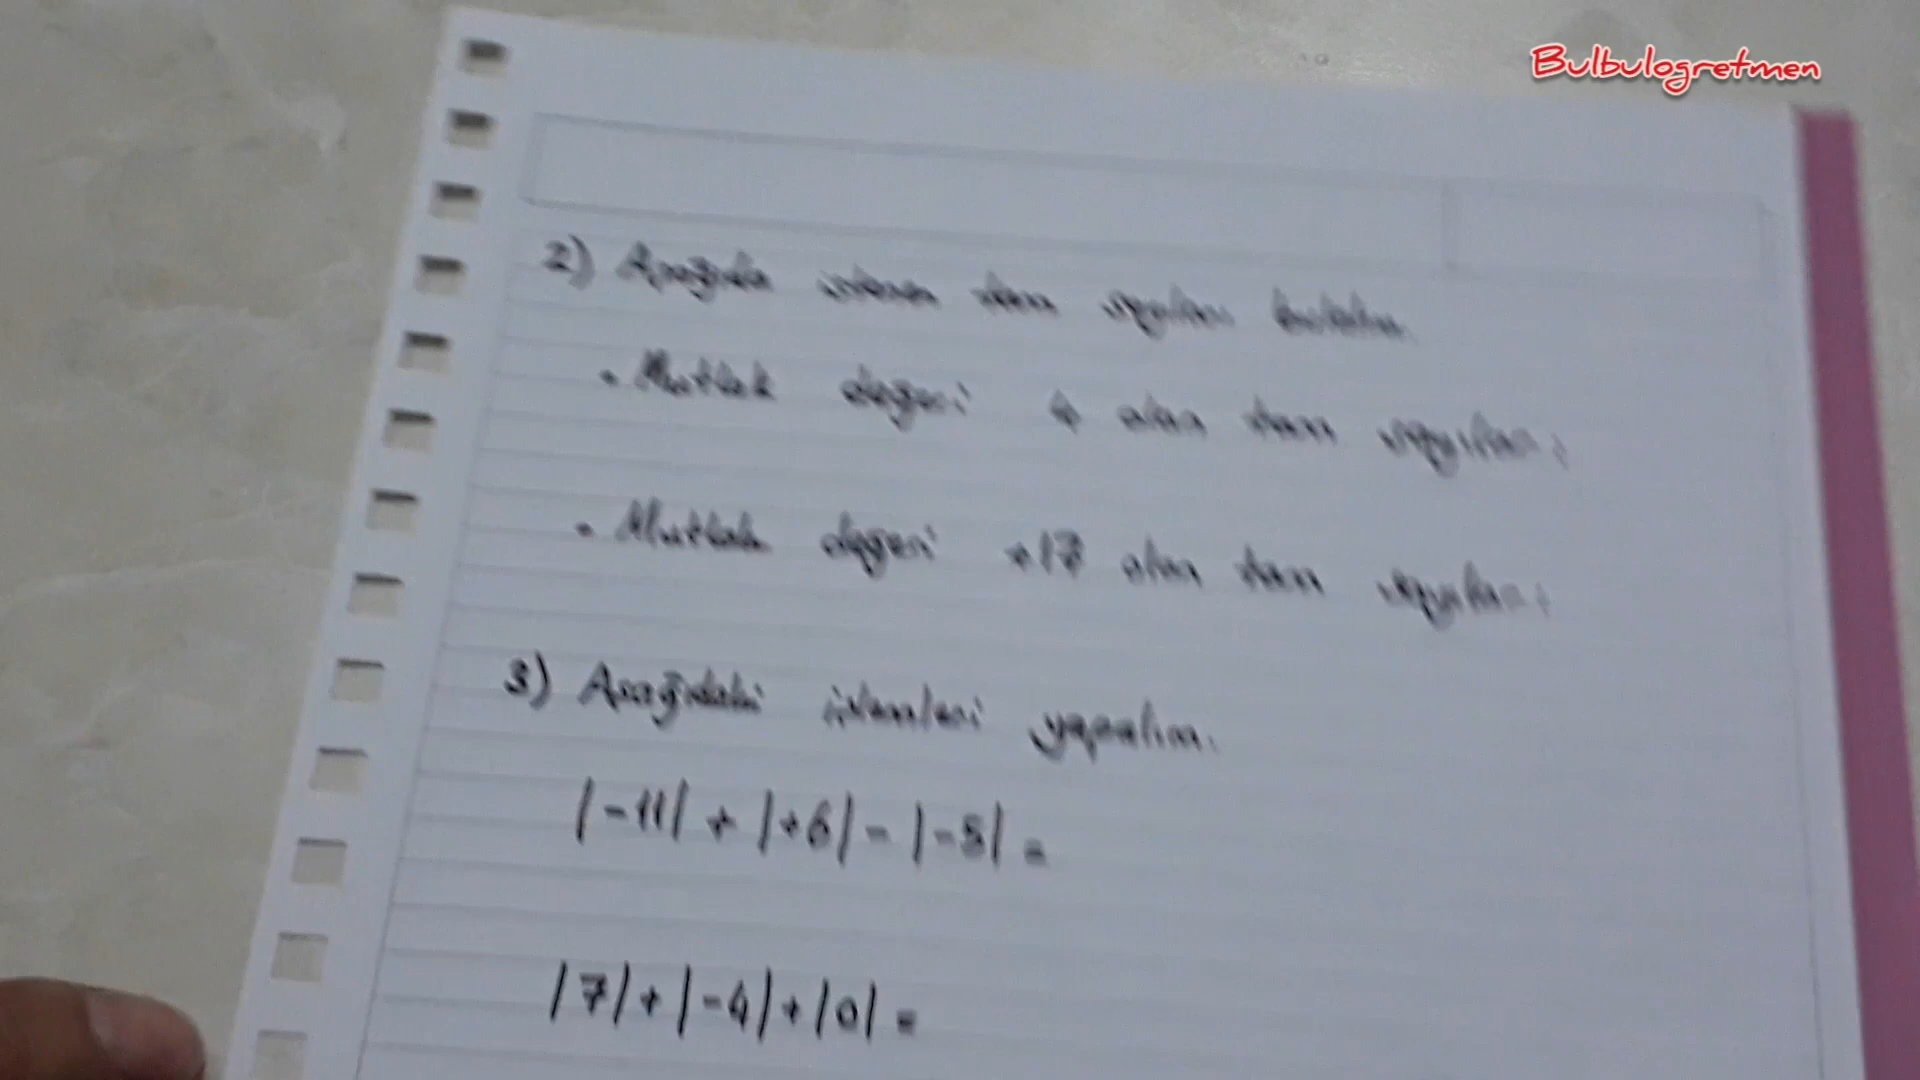 Bulbulogretmen
2) Aşağıda istenen tam sayıları bulalım.
• Mutlak değeri 4 olan tam sayılar:
• Mutlak değeri +17 olan tam sayılar:
3) Aşağıdaki işlemleri yapalım.
|-11| + |+6| - |-5| =
|7| + |-4| + |0| =